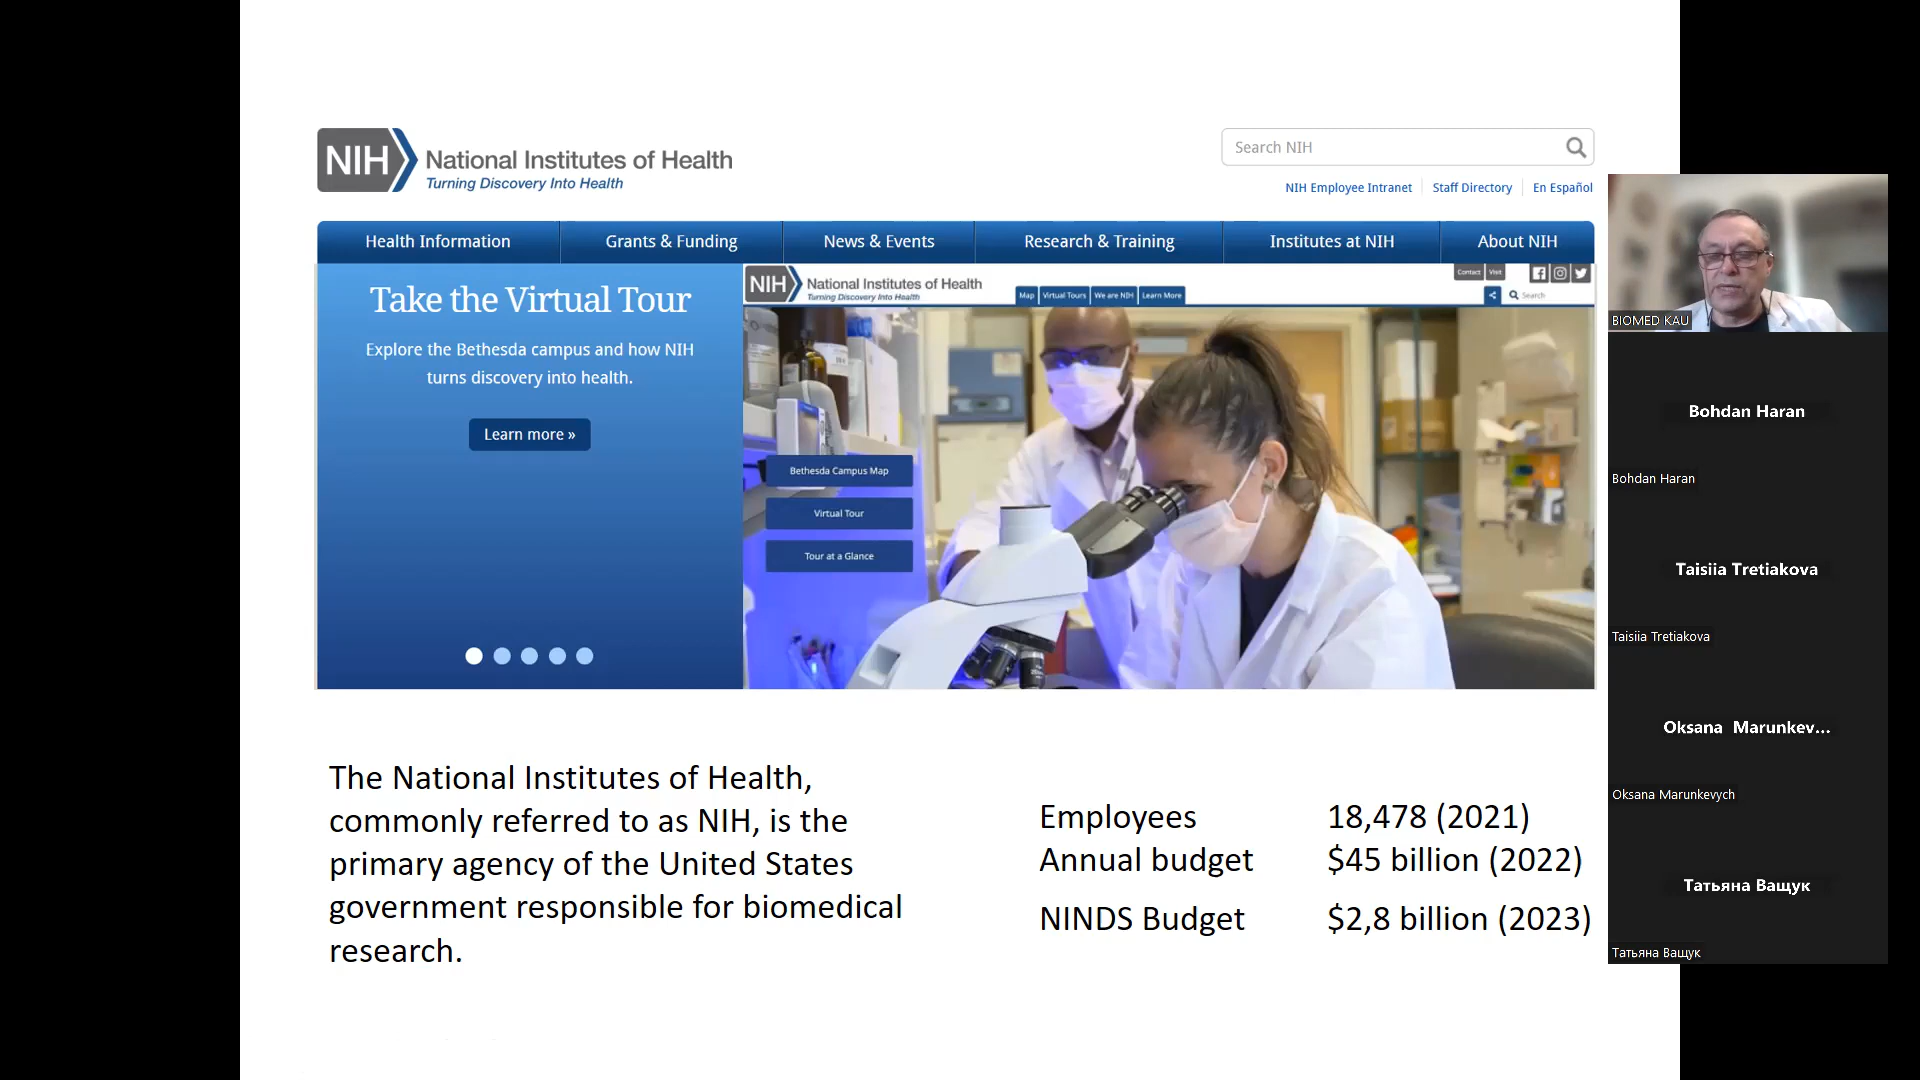 NIH
National Institutes of Health
Turning Discovery Into Health
Search NIH
NIH Employee Intranet
Staff Directory
En Español
Health Information
Grants & Funding
News & Events
Research & Training
Institutes at NIH
About NIH
Take the Virtual Tour
Explore the Bethesda campus and how NIH
turns discovery into health.
Learn more »
NIH
National Institutes of Health
Turning Discovery Into Health
Map
Virtual Tours
We are NIH
Learn More
Contact
Visit
Search
Bethesda Campus Map
Virtual Tour
Tour at a Glance
The National Institutes of Health,
commonly referred to as NIH, is the
primary agency of the United States
government responsible for biomedical
research.
Employees 18,478 (2021)
Annual budget $45 billion (2022)
NINDS Budget $2,8 billion (2023)
BIOMED KAU
Bohdan Haran
Bohdan Haran
Taisiia Tretiakova
Taisiia Tretiakova
Oksana Marunkev...
Oksana Marunkevych
Татьяна Ващук
Татьяна Ващук